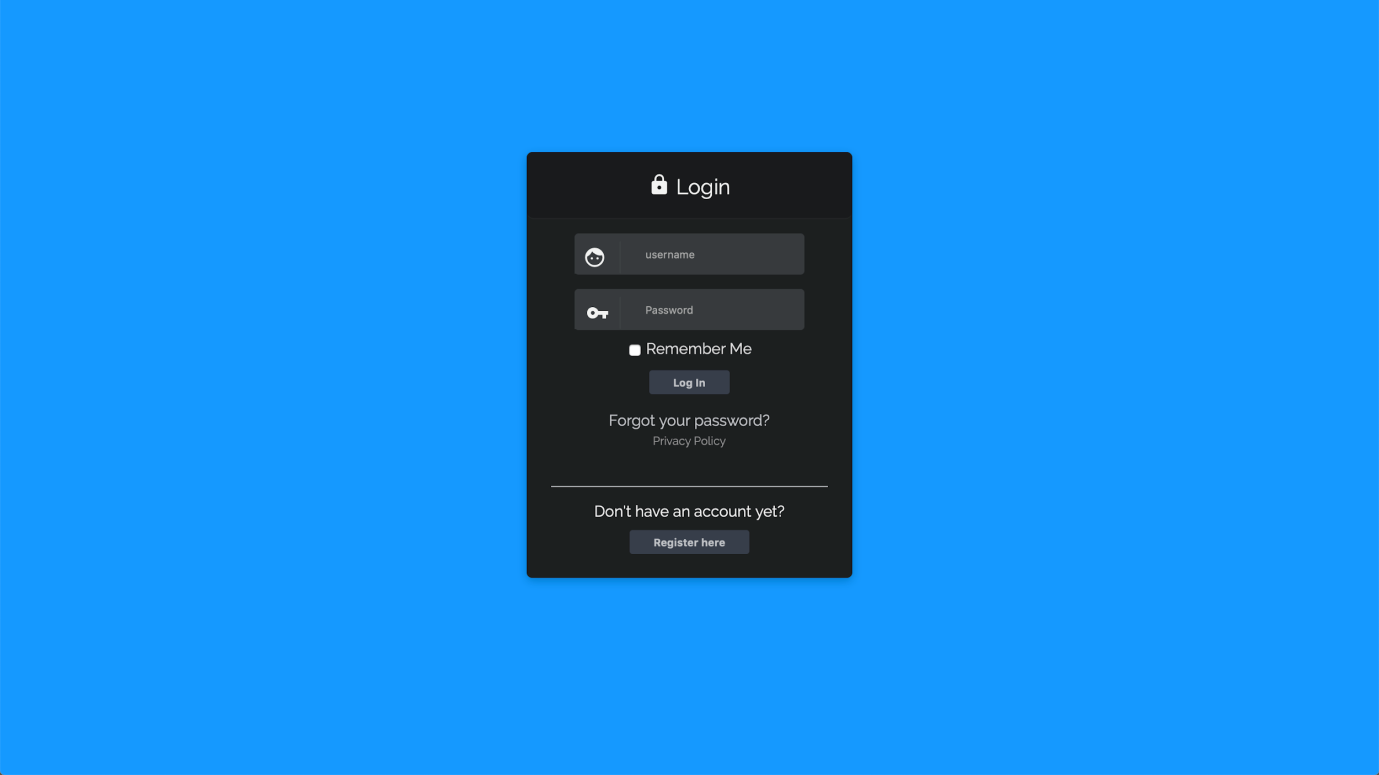 Login
username
Password
Remember Me
Log In
Forgot your password?
Privacy Policy
Don't have an account yet?
Register here